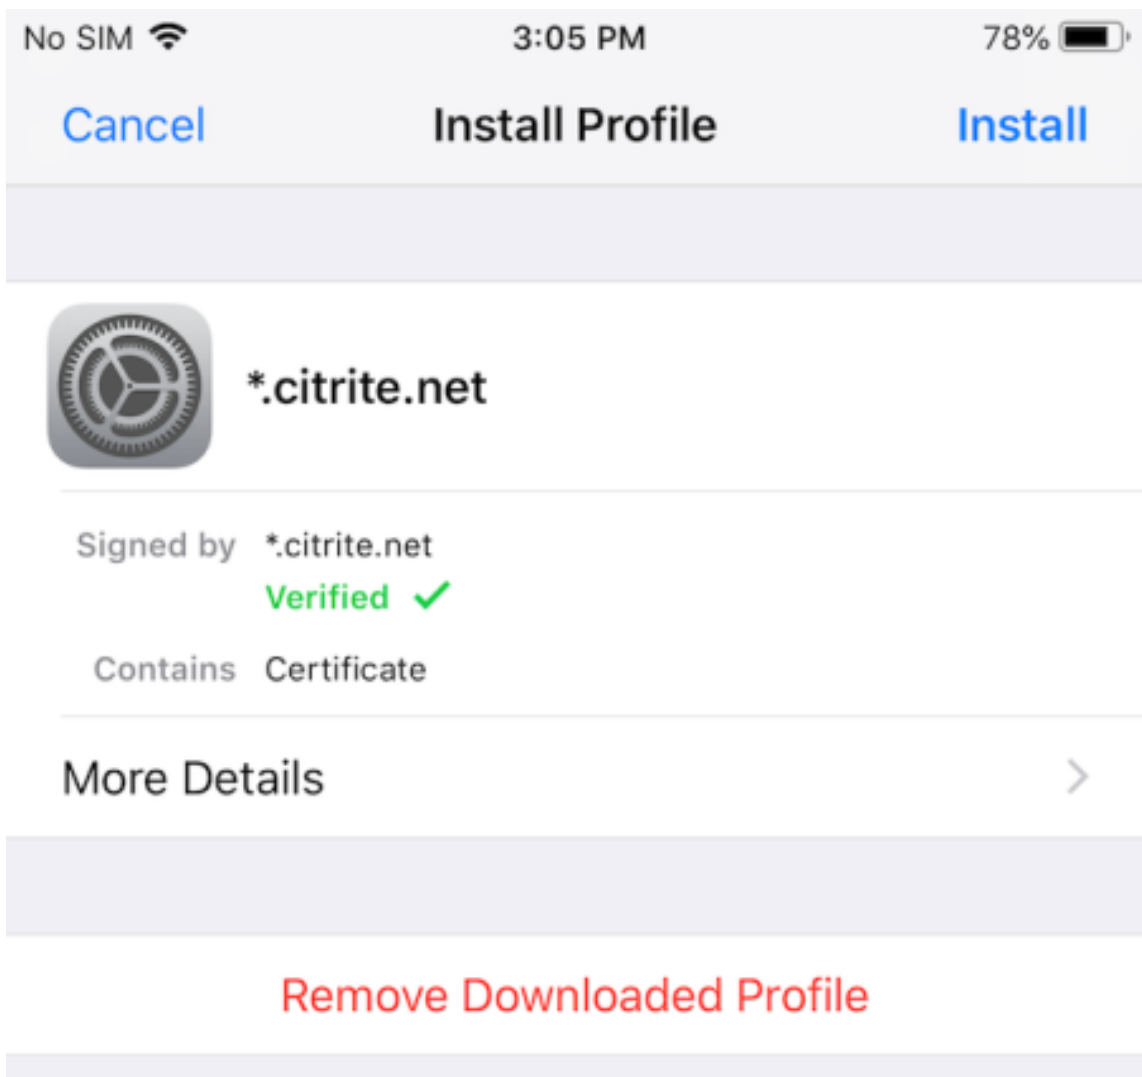 No SIM 3:05 PM 78%
Cancel Install Profile Install
*.citrite.net
Signed by *.citrite.net
Verified ✓
Contains Certificate
More Details
Remove Downloaded Profile